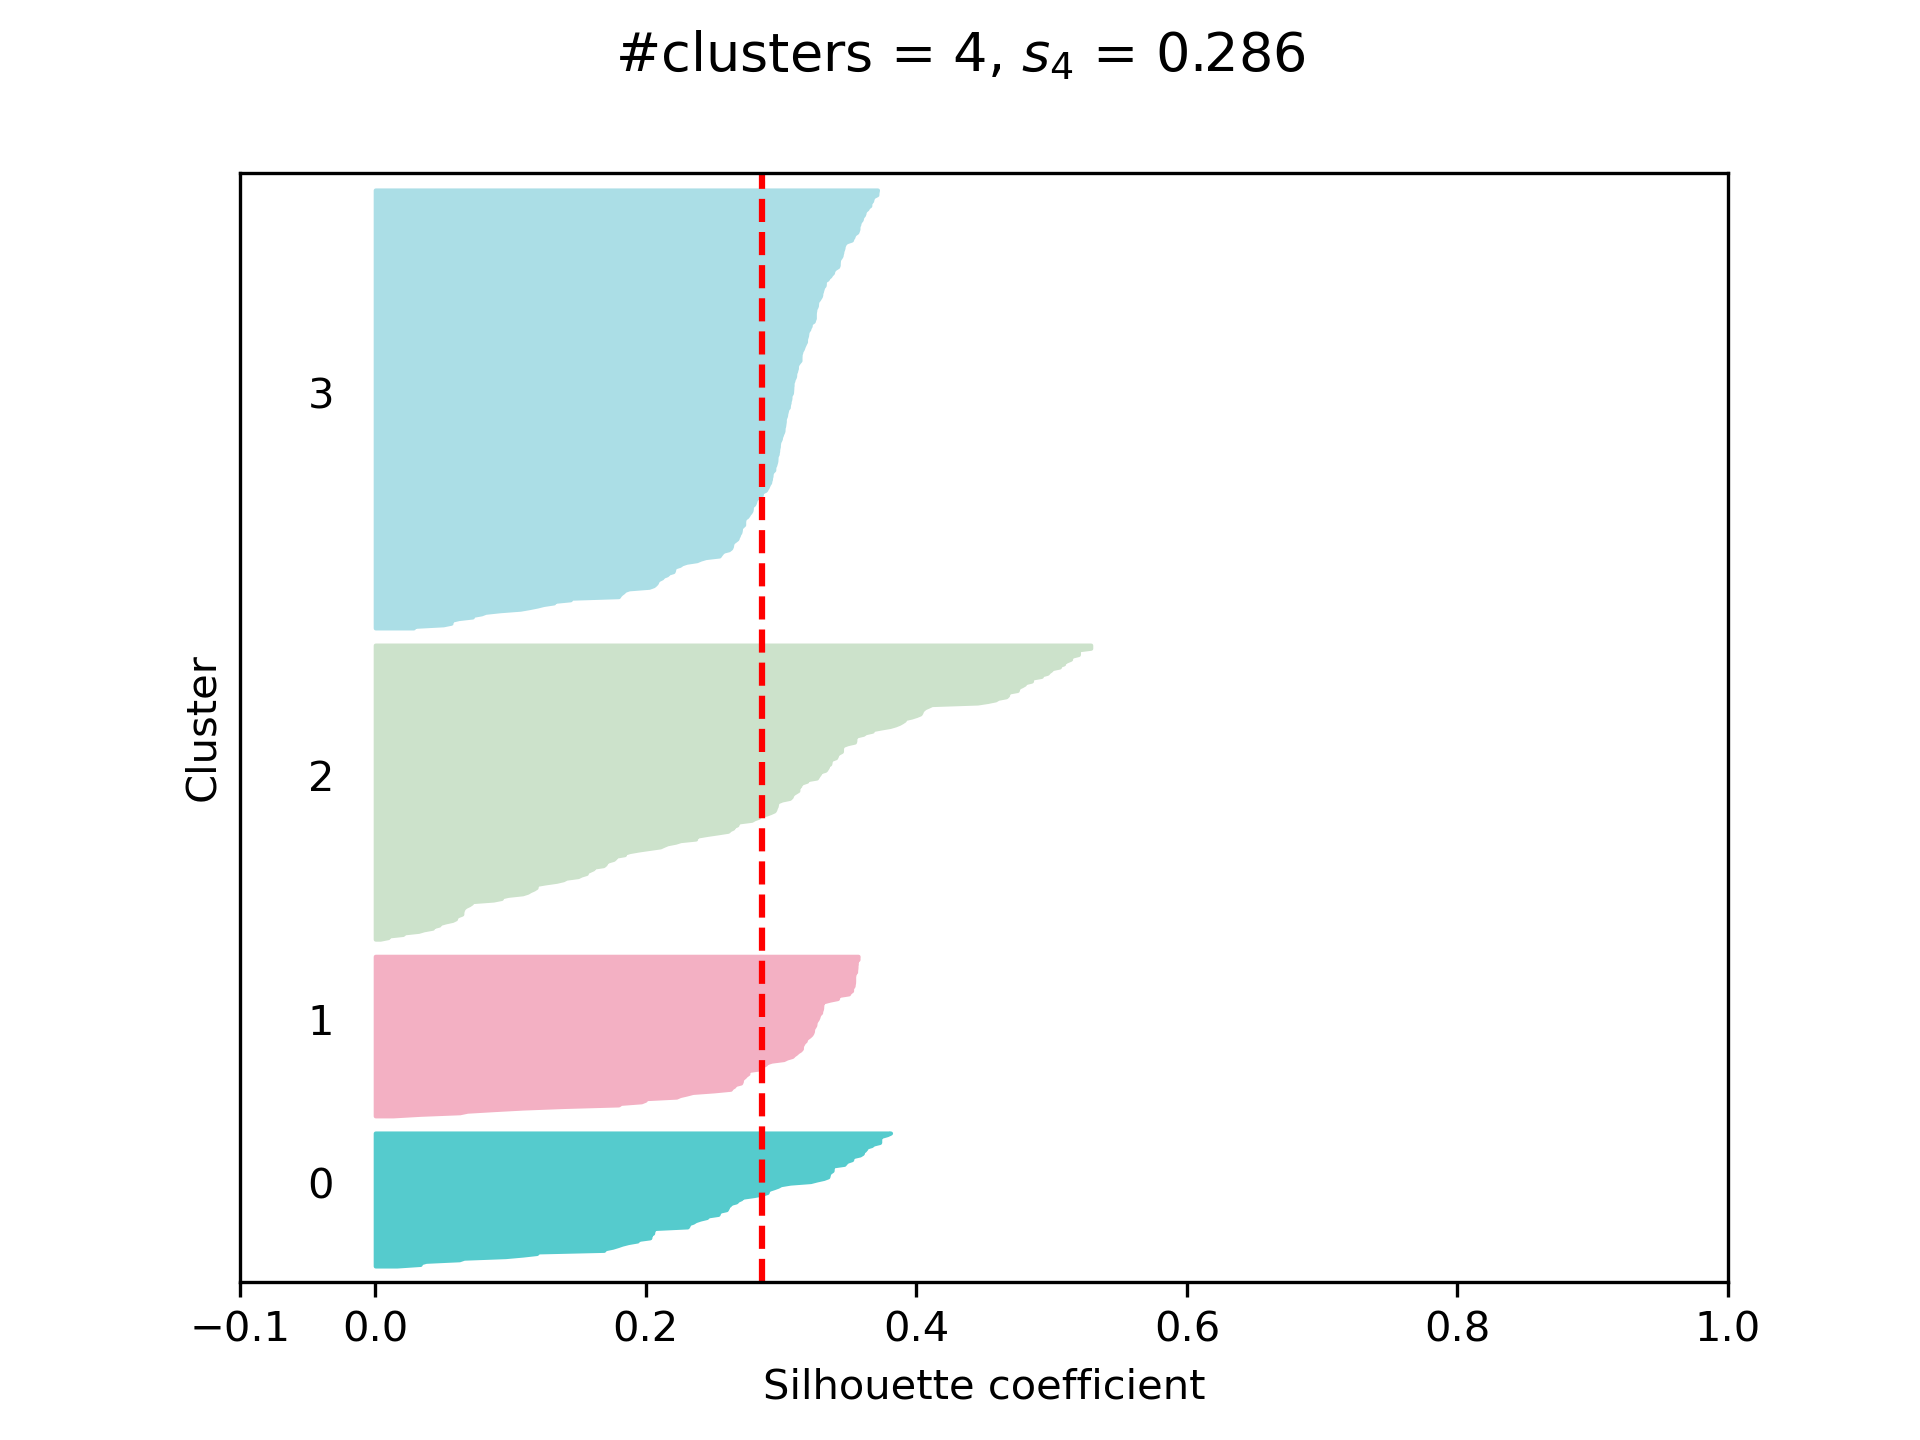 #clusters = 4, s₄ = 0.286
3
2
1
0
Cluster
−0.1 0.0 0.2 0.4 0.6 0.8 1.0
Silhouette coefficient